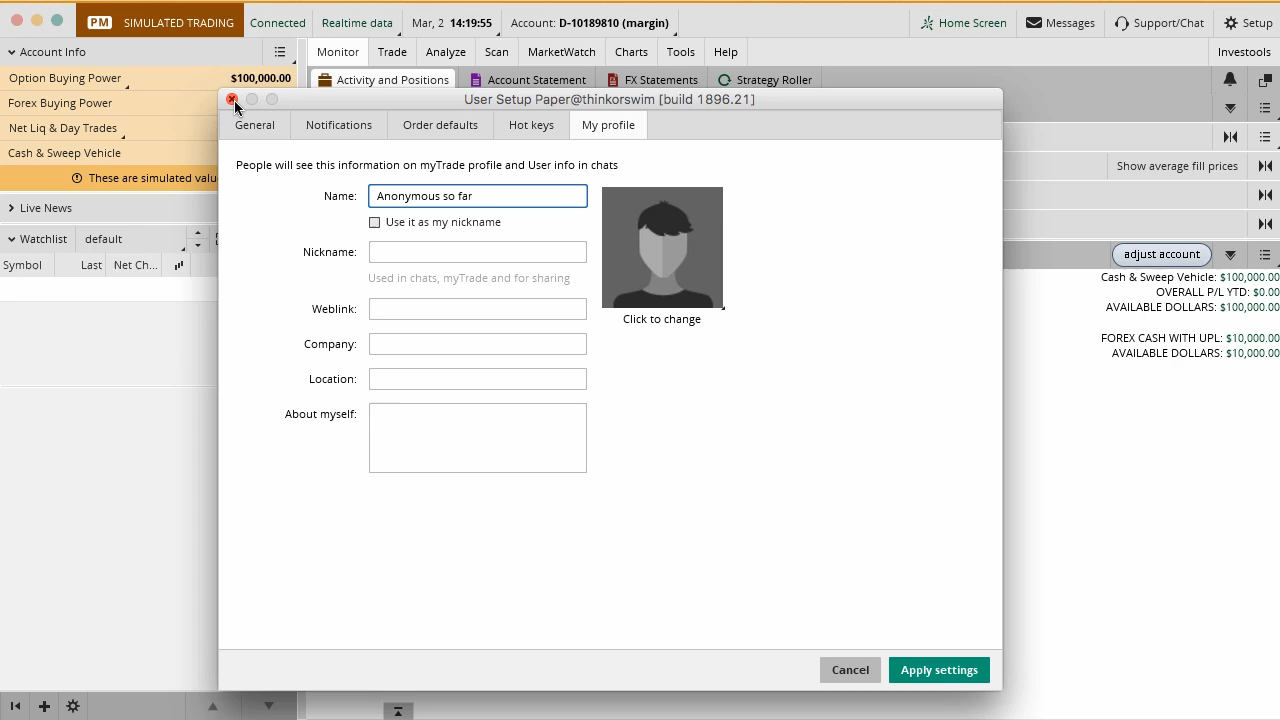 PM SIMULATED TRADING Connected Realtime data Mar, 2 14:19:55 Account: D-10189810 (margin) Home Screen Messages Support/Chat Setup
Account Info Monitor Trade Analyze Scan MarketWatch Charts Tools Help Investools
Option Buying Power $100,000.00 Activity and Positions Account Statement FX Statements Strategy Roller
Forex Buying Power
Net Liq & Day Trades
Cash & Sweep Vehicle
These are simulated valu
Live News
Watchlist default
Symbol Last Net Ch...
User Setup Paper@thinkorswim [build 1896.21]
General Notifications Order defaults Hot keys My profile
People will see this information on myTrade profile and User info in chats
Name: Anonymous so far
Use it as my nickname
Nickname:
Used in chats, myTrade and for sharing
Weblink:
Company:
Location:
About myself:
Click to change
Cancel Apply settings
Show average fill prices
adjust account
Cash & Sweep Vehicle: $100,000.00
OVERALL P/L YTD: $0.00
AVAILABLE DOLLARS: $100,000.00
FOREX CASH WITH UPL: $10,000.00
AVAILABLE DOLLARS: $10,000.00